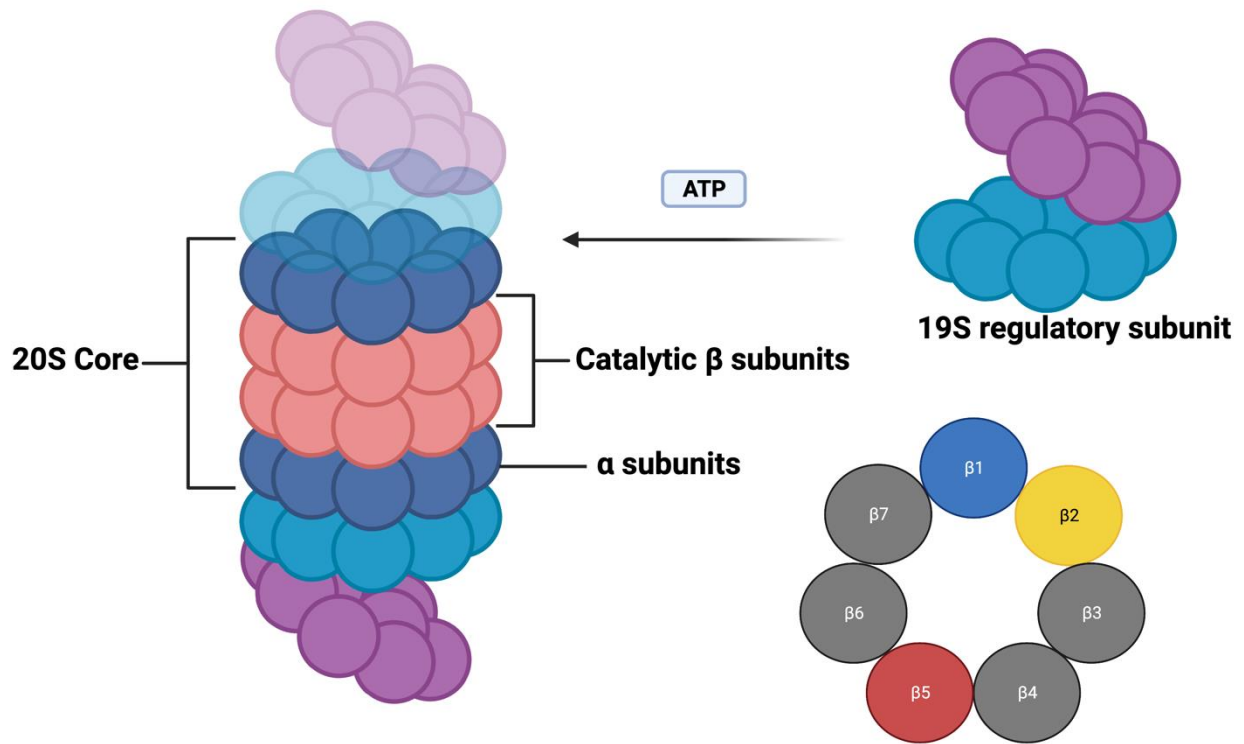 ATP
19S regulatory subunit
20S Core
Catalytic β subunits
α subunits
β1
β2
β3
β4
β5
β6
β7